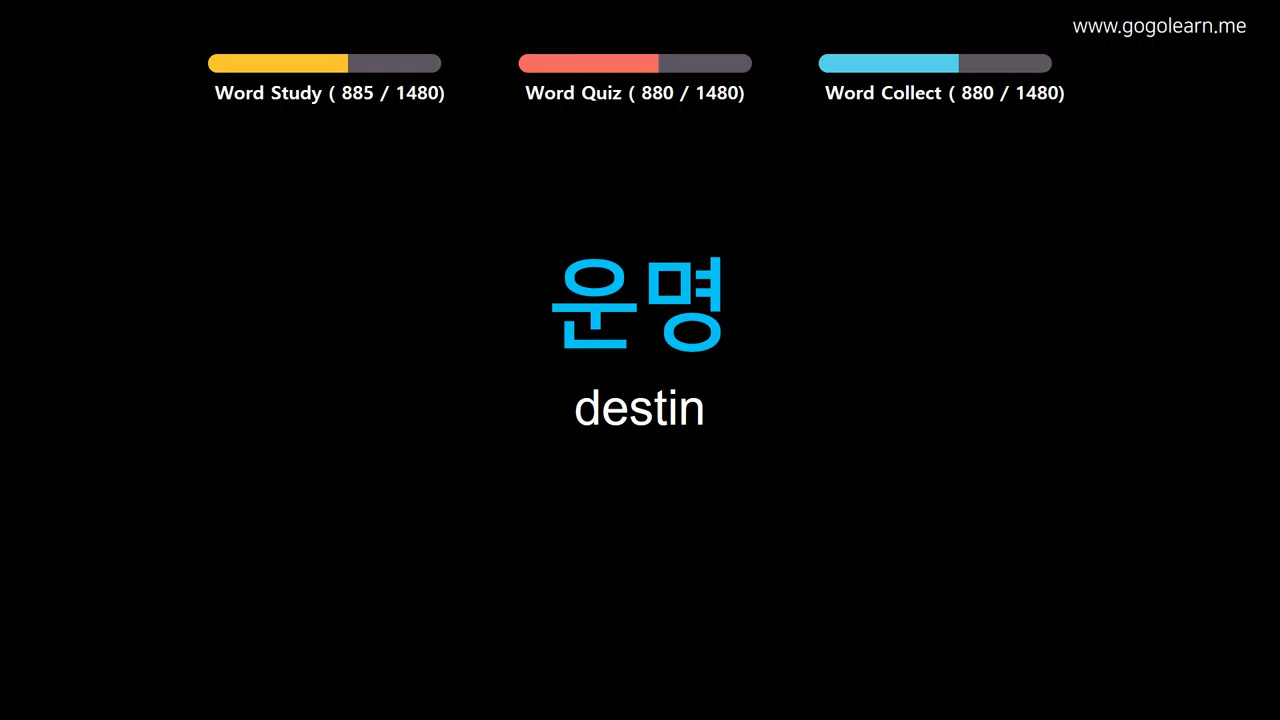 www.gogolearn.me
Word Study ( 885 / 1480)
Word Quiz ( 880 / 1480)
Word Collect ( 880 / 1480)
운명
destin